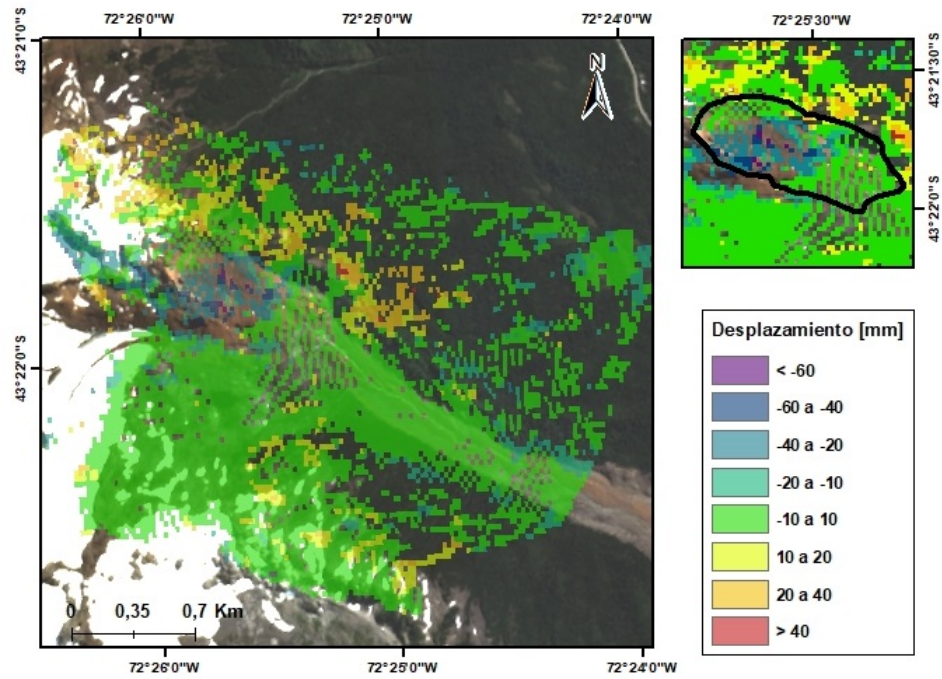 72°26'0"W
72°25'0"W
72°24'0"W
43°21'0"S
43°22'0"S
N
0 0,35 0,7 Km
72°26'0"W
72°25'0"W
72°24'0"W
72°25'30"W
43°21'30"S
43°22'0"S
Desplazamiento [mm]
< -60
-60 a -40
-40 a -20
-20 a -10
-10 a 10
10 a 20
20 a 40
> 40